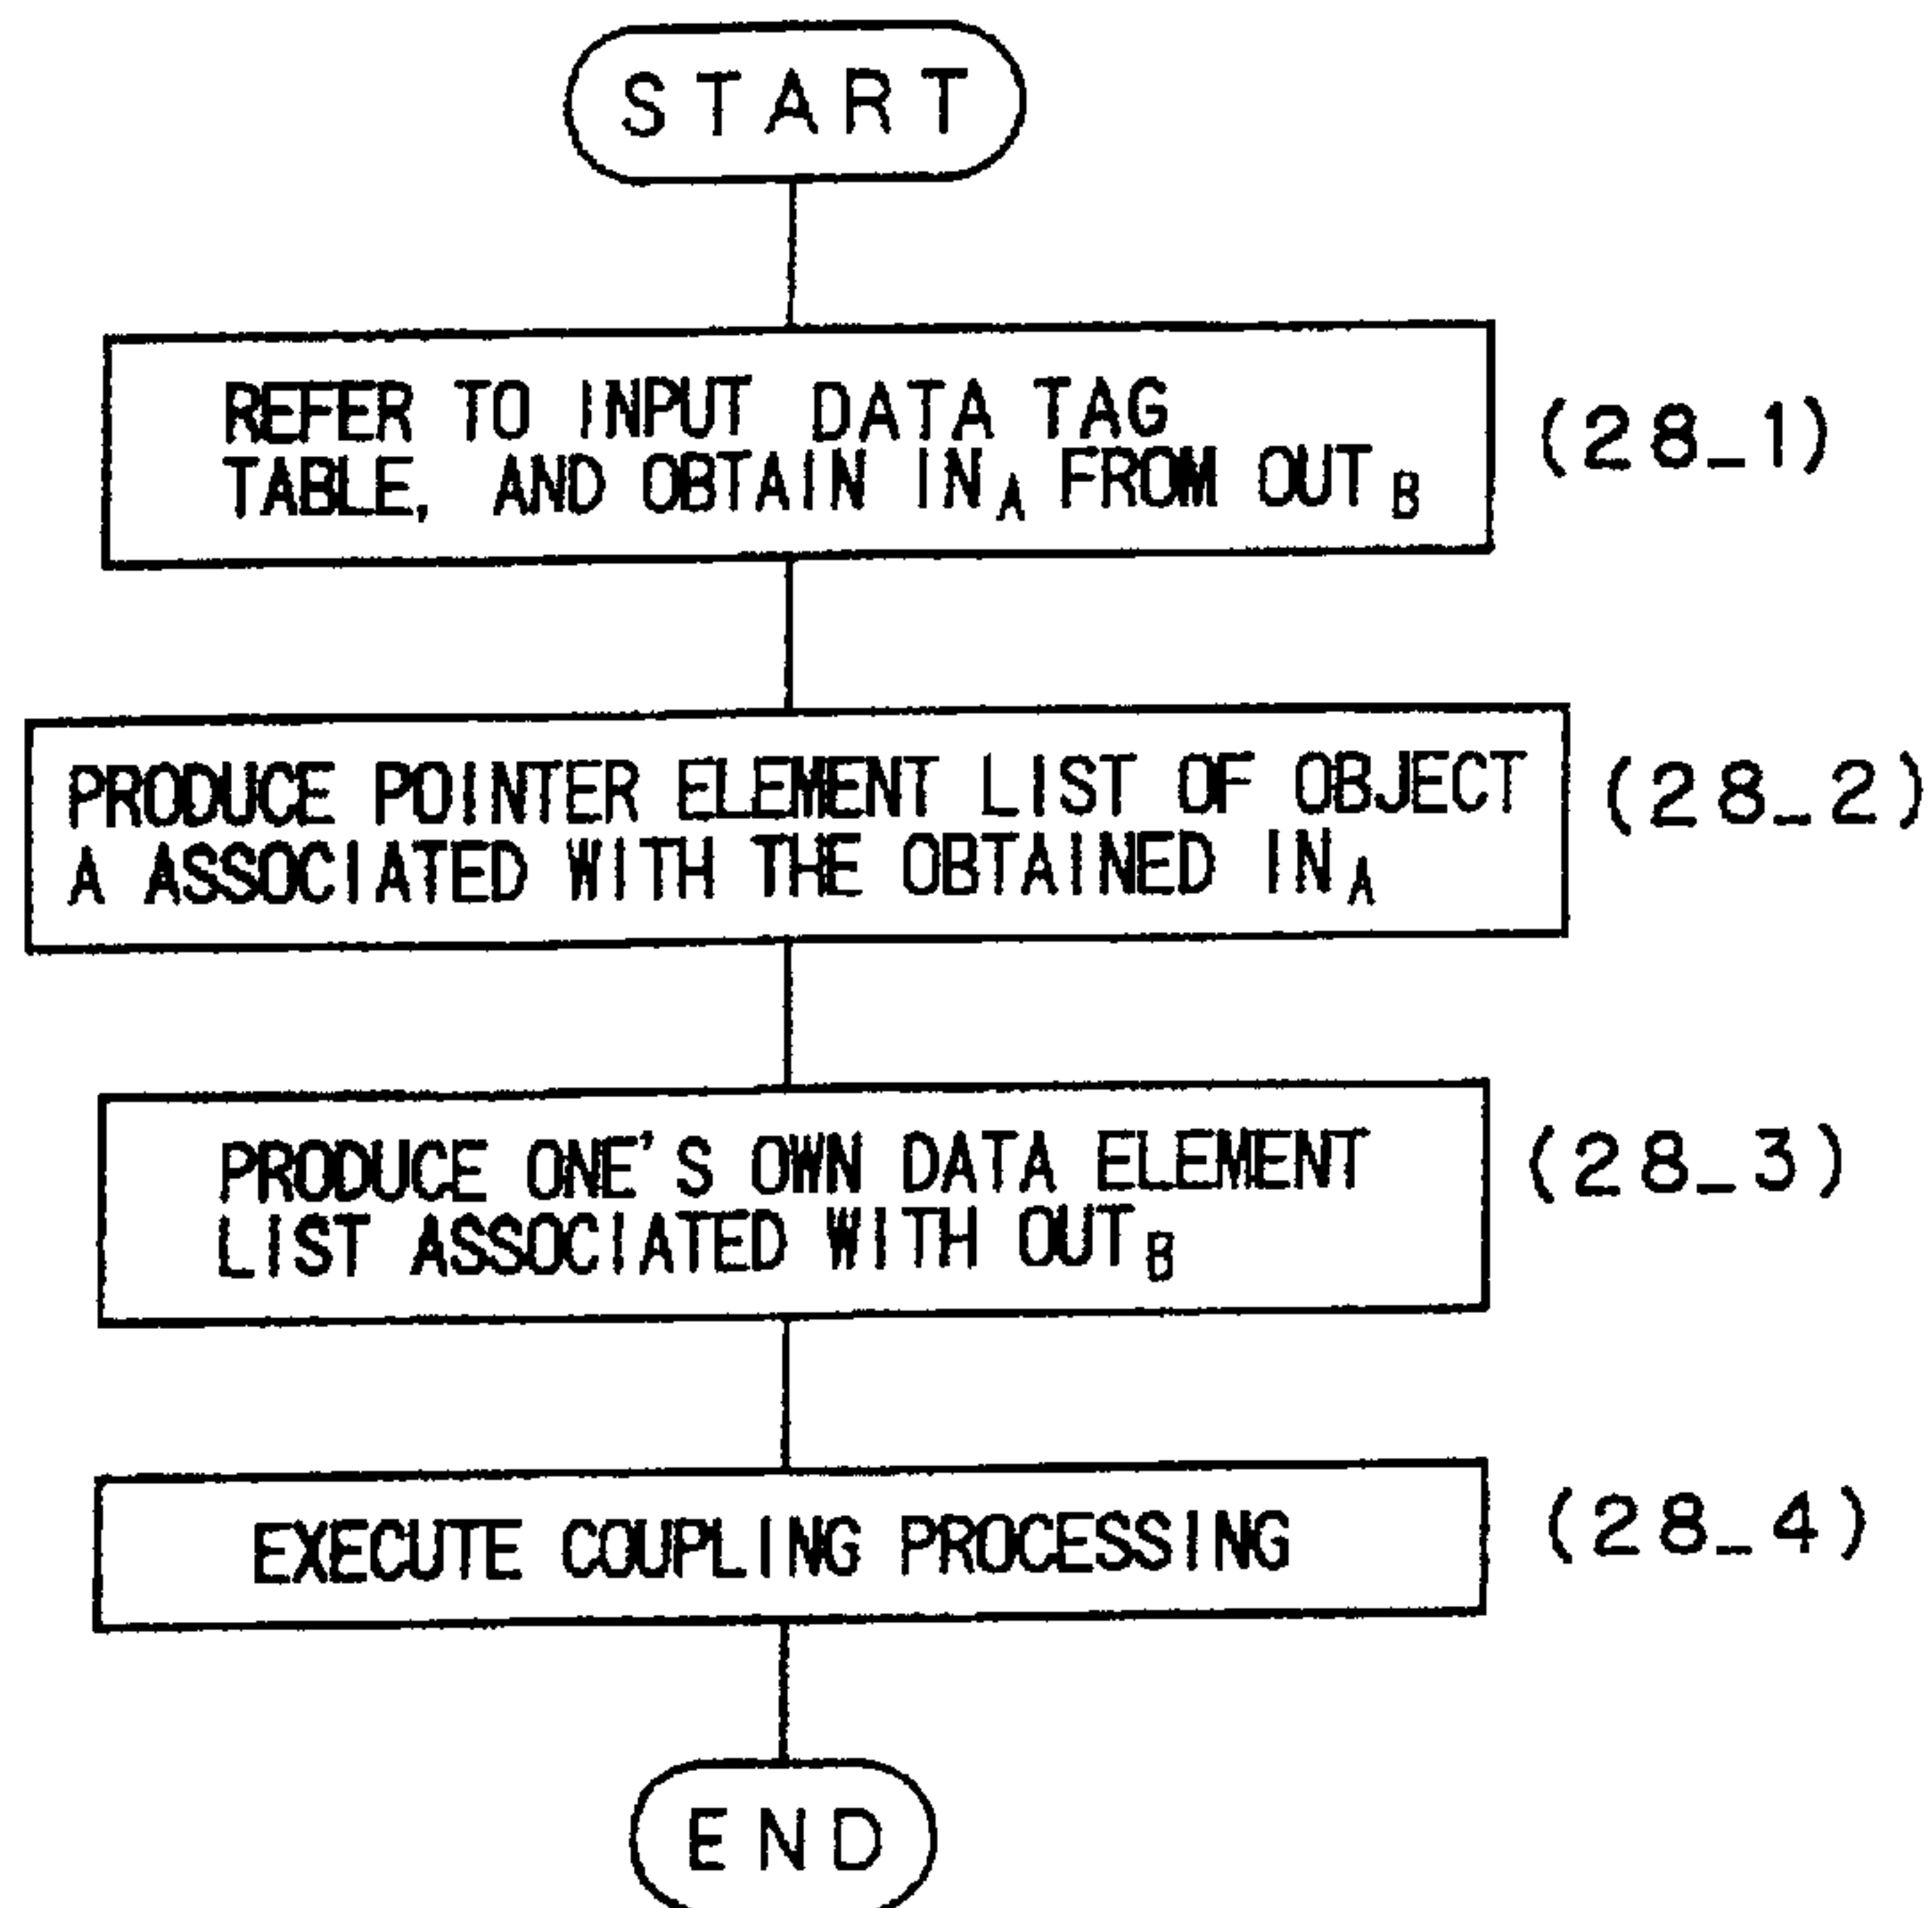 START
REFER TO INPUT DATA TAG
TABLE, AND OBTAIN IN_A FROM OUT_B
(28_1)
PRODUCE POINTER ELEMENT LIST OF OBJECT
A ASSOCIATED WITH THE OBTAINED IN_A
(28_2)
PRODUCE ONE'S OWN DATA ELEMENT
LIST ASSOCIATED WITH OUT_B
(28_3)
EXECUTE COUPLING PROCESSING
(28_4)
END